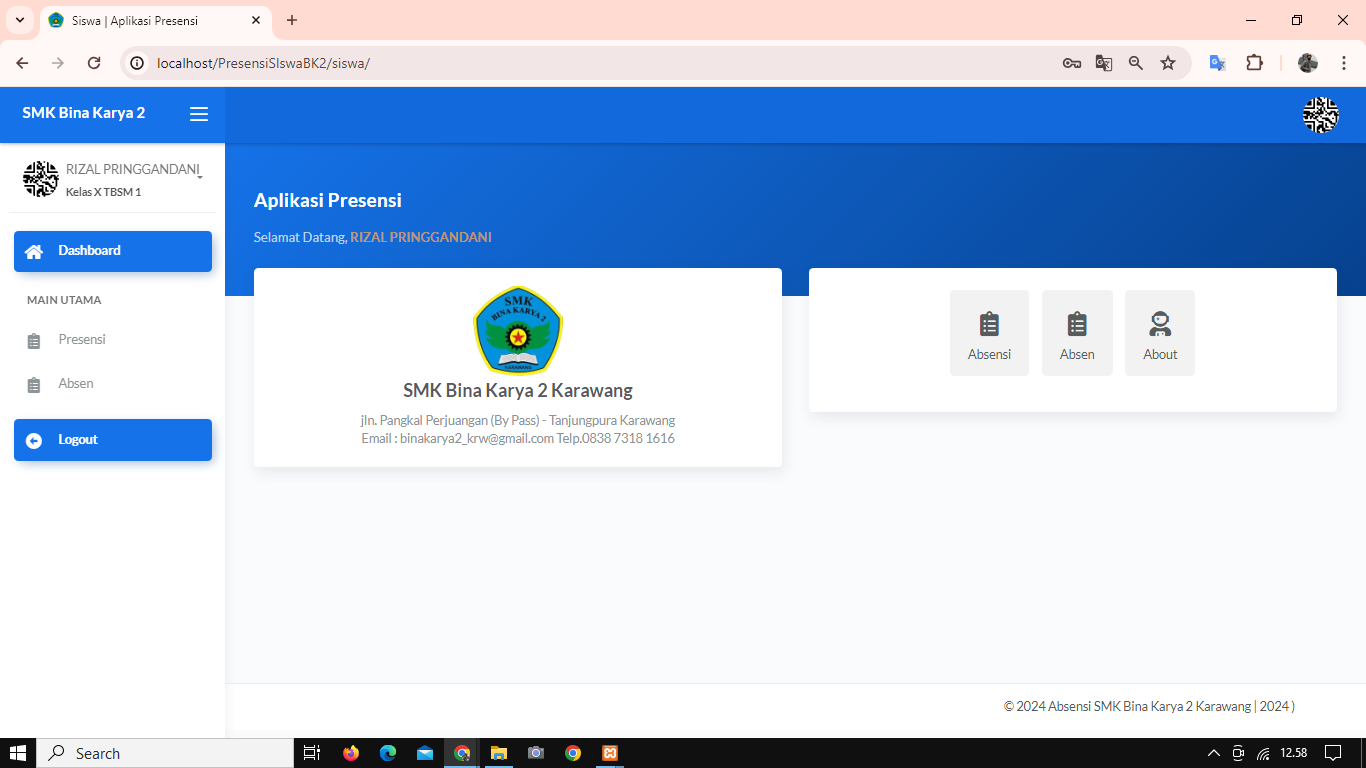 Siswa | Aplikasi Presensi
localhost/PresensiSIswaBK2/siswa/
SMK Bina Karya 2
RIZAL PRINGGANDANI
Kelas X TBSM 1
Dashboard
MAIN UTAMA
Presensi
Absen
Logout
Aplikasi Presensi
Selamat Datang, RIZAL PRINGGANDANI
SMK
BINA KARYA 2
KARAWANG
SMK Bina Karya 2 Karawang
jln. Pangkal Perjuangan (By Pass) - Tanjungpura Karawang
Email : binakarya2_krw@gmail.com Telp.0838 7318 1616
Absensi
Absen
About
© 2024 Absensi SMK Bina Karya 2 Karawang | 2024 )
Search
12.58